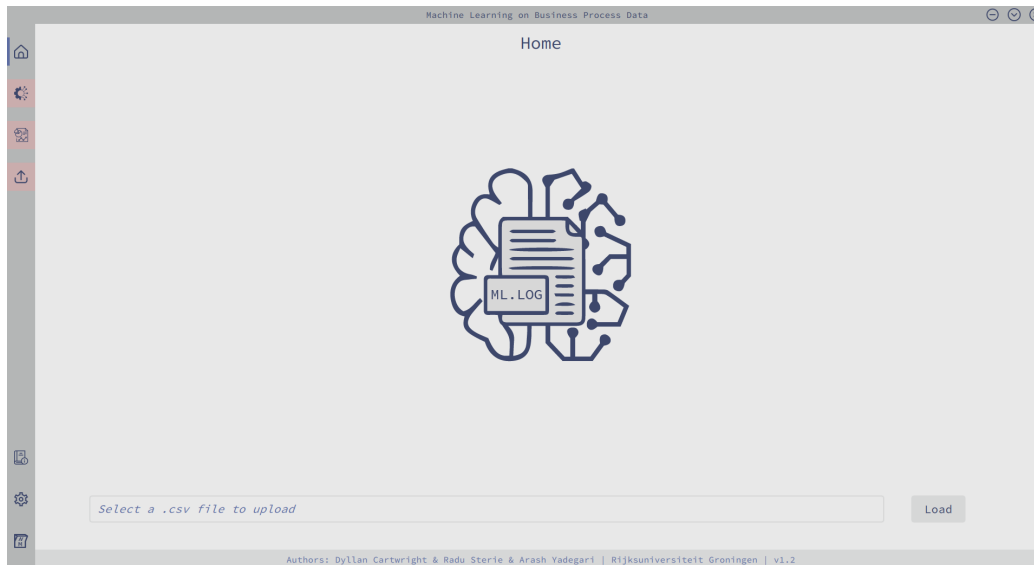 Machine Learning on Business Process Data
Home
ML.LOG
Select a .csv file to upload
Load
Authors: Dyllan Cartwright & Radu Sterie & Arash Yadegari | Rijksuniversiteit Groningen | v1.2